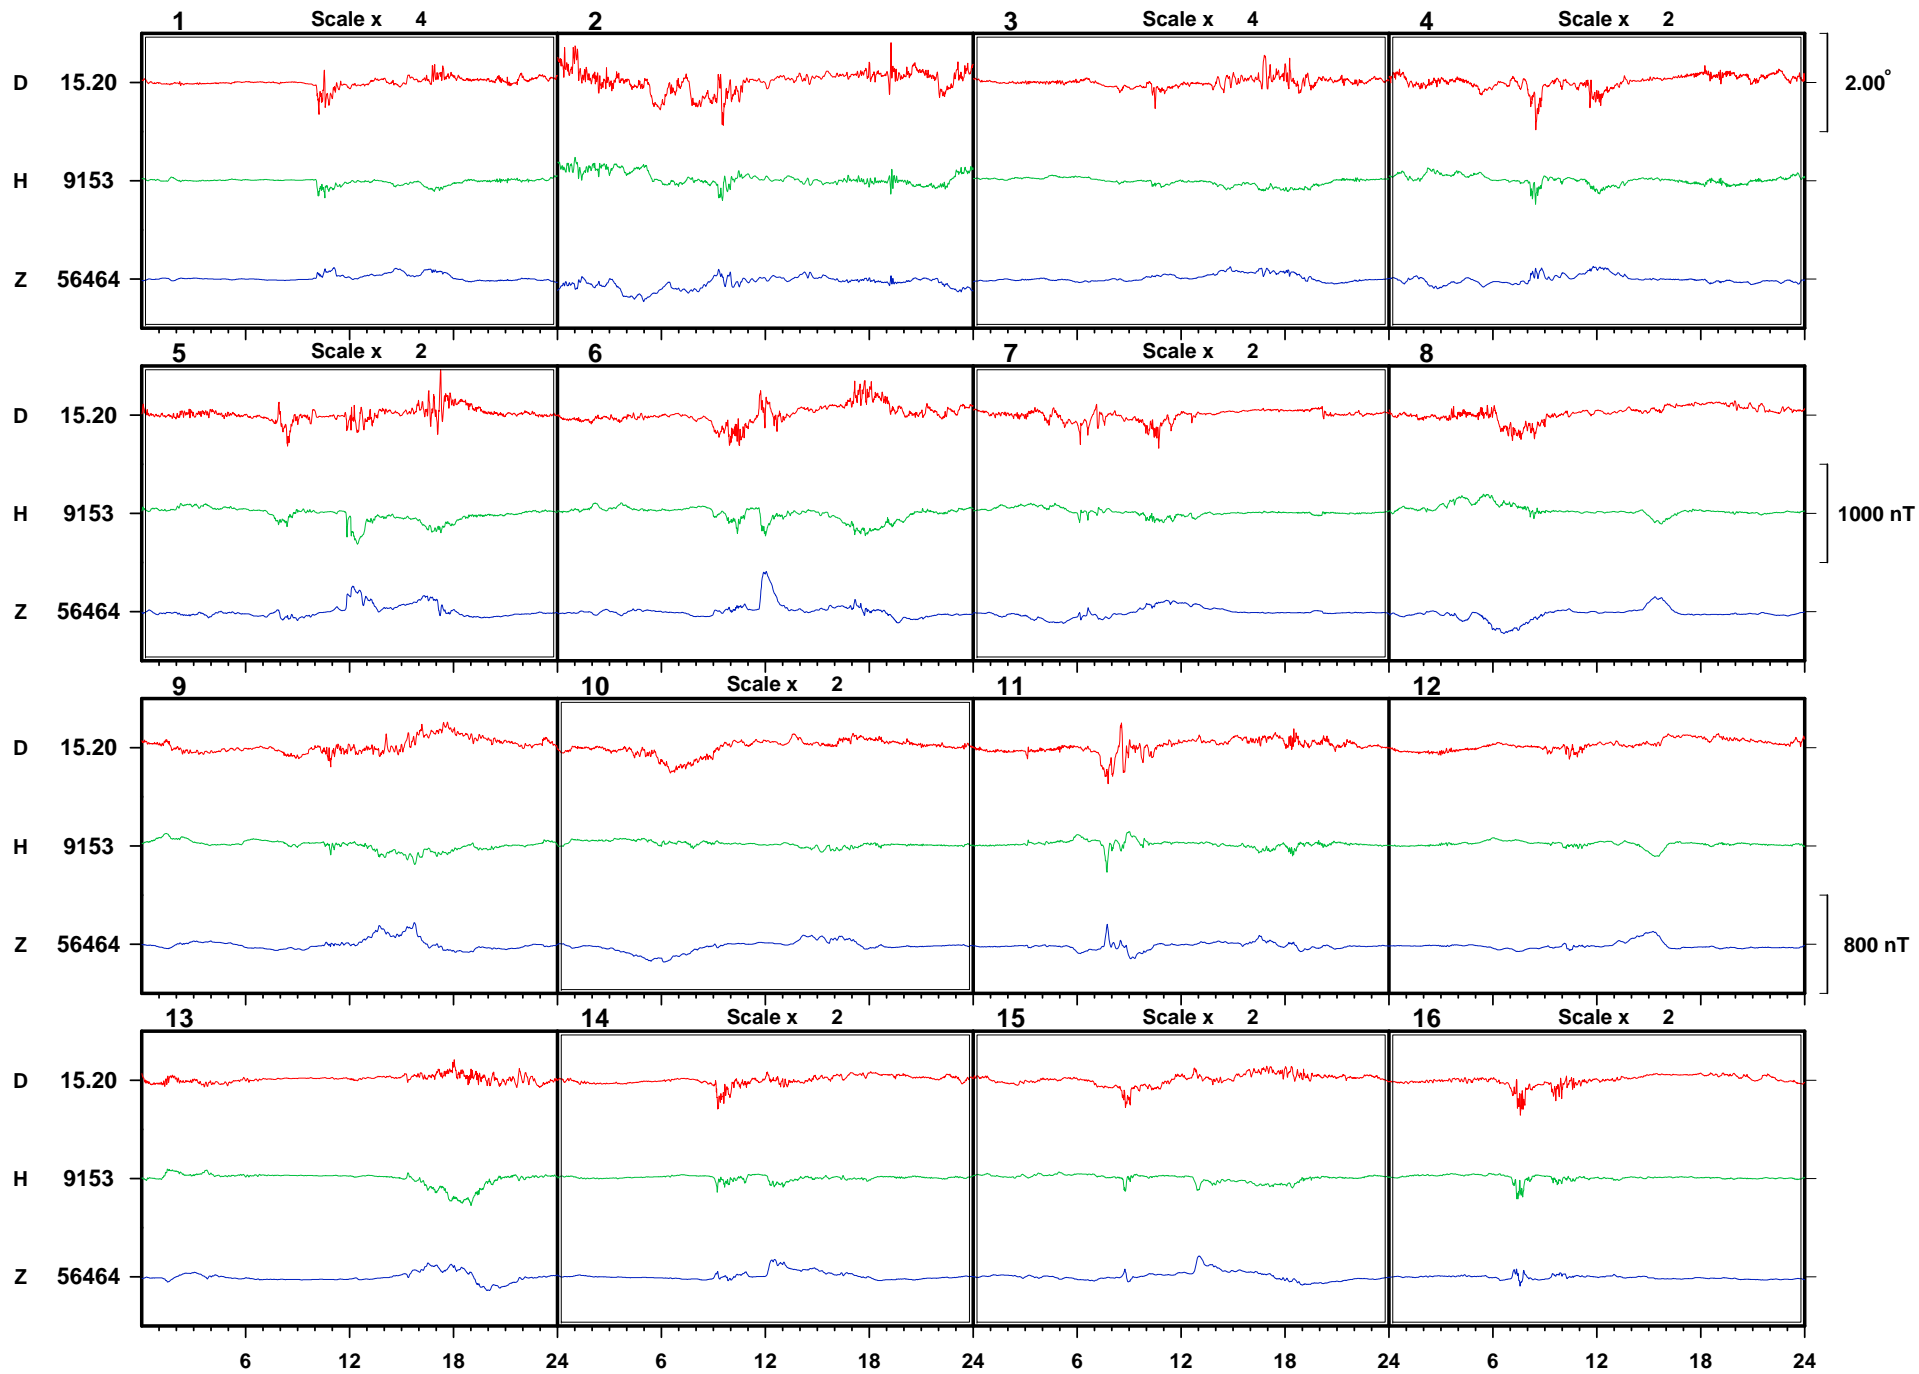 1 Scale x 4 2 3 Scale x 4 4 Scale x 2
D 15.20 2.00°
H 9153
Z 56464
5 Scale x 2 6 7 Scale x 2 8
D 15.20
H 9153 1000 nT
Z 56464
9 10 Scale x 2 11 12
D 15.20
H 9153
Z 56464 800 nT
13 14 Scale x 2 15 Scale x 2 16 Scale x 2
D 15.20
H 9153
Z 56464
6 12 18 24 6 12 18 24 6 12 18 24 6 12 18 24